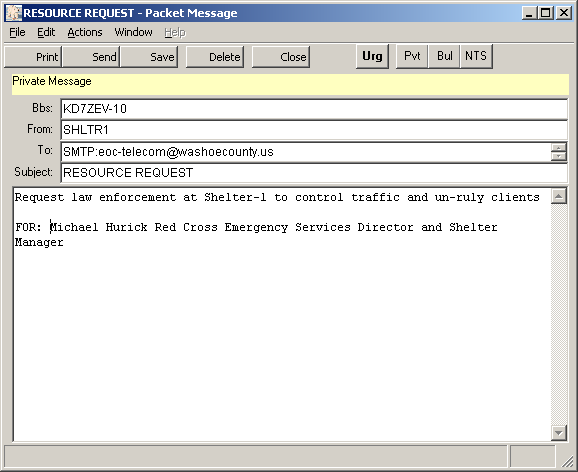 RESOURCE REQUEST - Packet Message
File Edit Actions Window Help
Print Send Save Delete Close Urg Pvt Bul NTS
Private Message
Bbs: KD7ZEV-10
From: SHLTR1
To: SMTP:eoc-telecom@washoecounty.us
Subject: RESOURCE REQUEST
Request law enforcement at Shelter-1 to control traffic and un-ruly clients
FOR: Michael Hurick Red Cross Emergency Services Director and Shelter
Manager